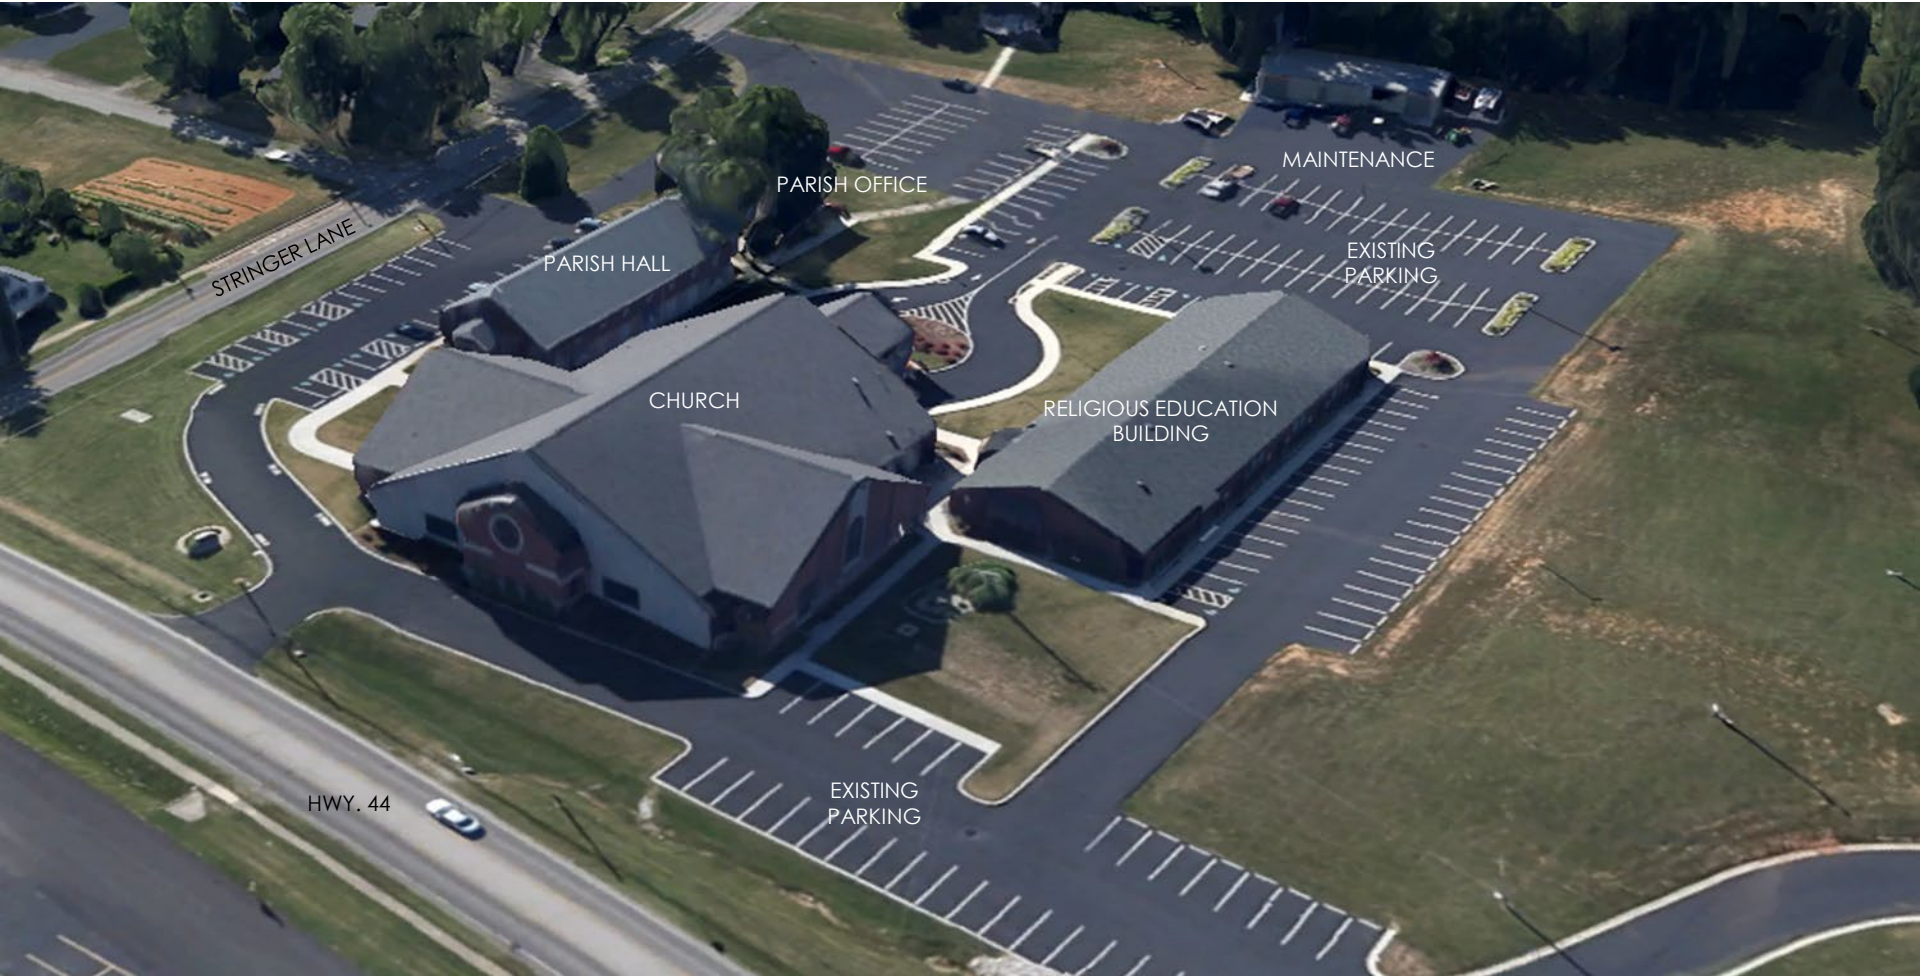 MAINTENANCE
PARISH OFFICE
STRINGER LANE
PARISH HALL
EXISTING
PARKING
CHURCH
RELIGIOUS EDUCATION
BUILDING
EXISTING
PARKING
HWY. 44